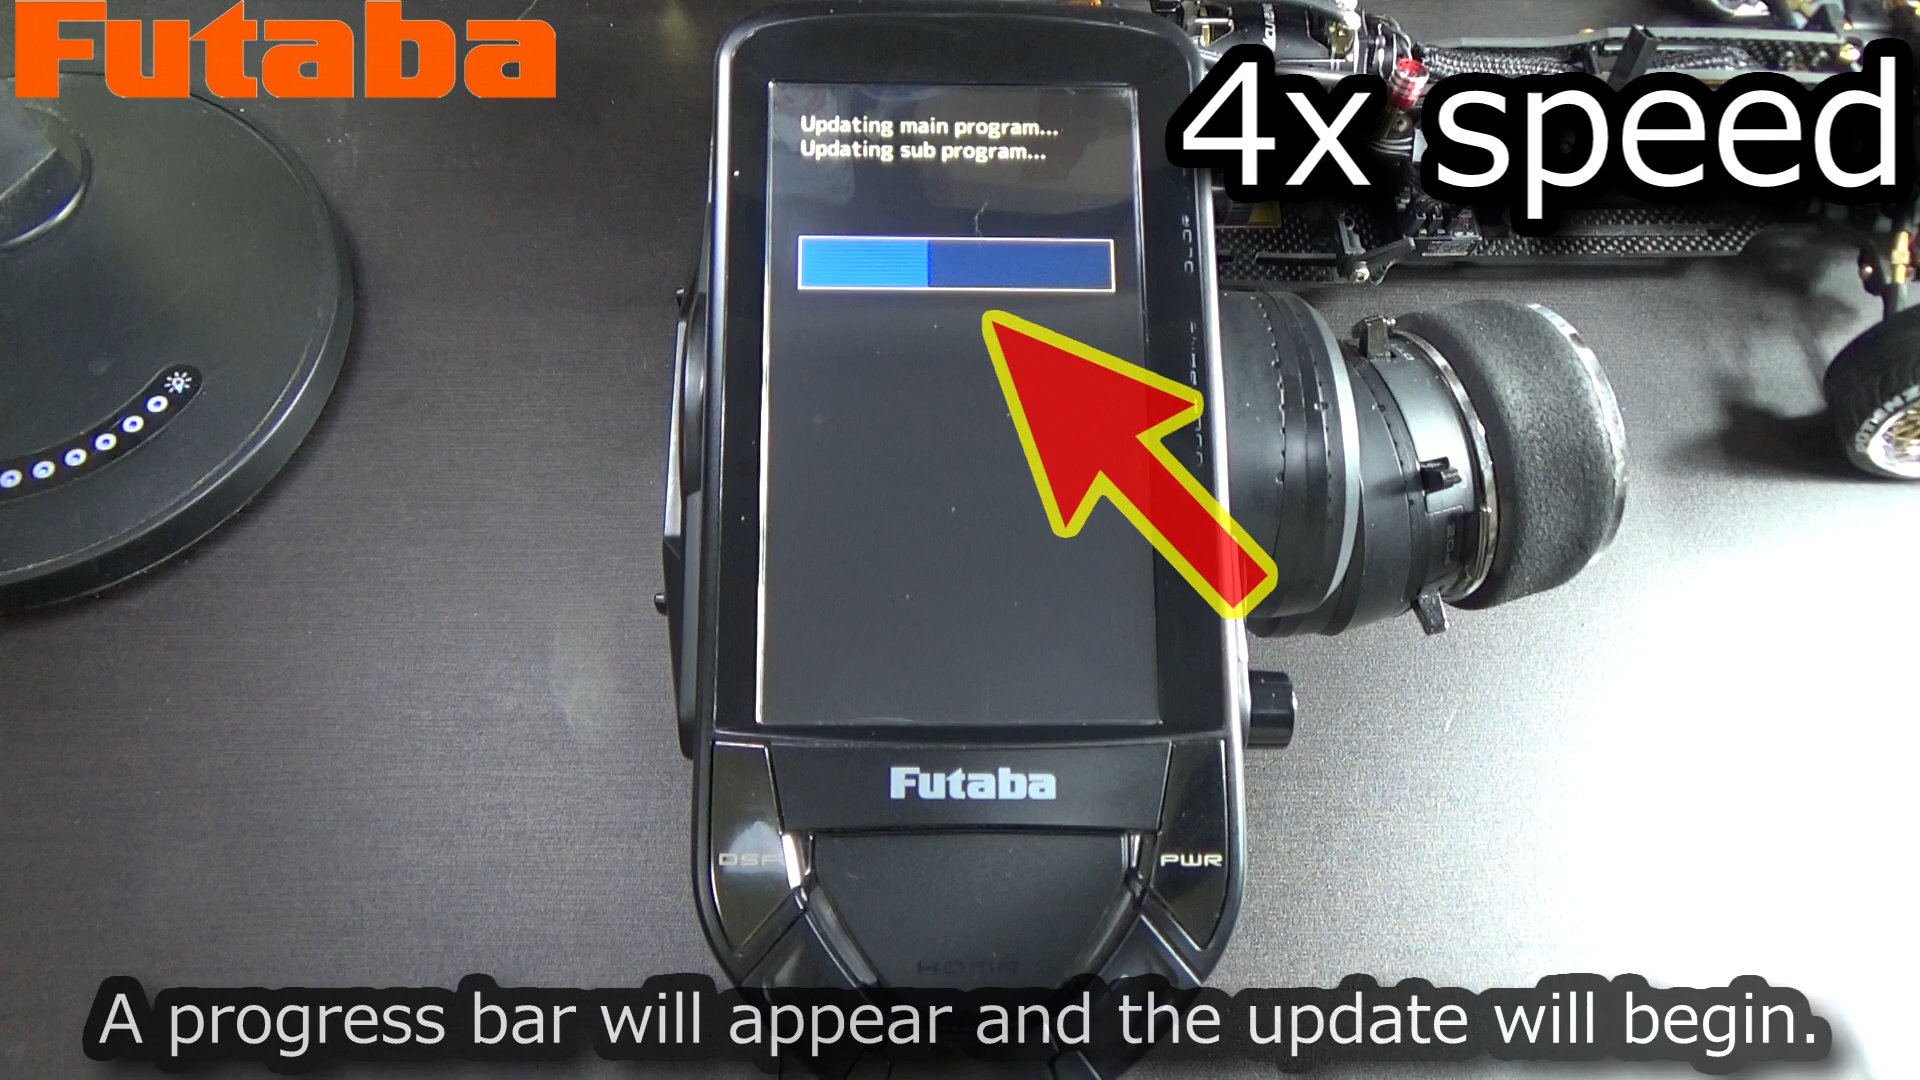 Futaba
4x speed
Updating main program...
Updating sub program...
Futaba
PWR
HOME
A progress bar will appear and the update will begin.